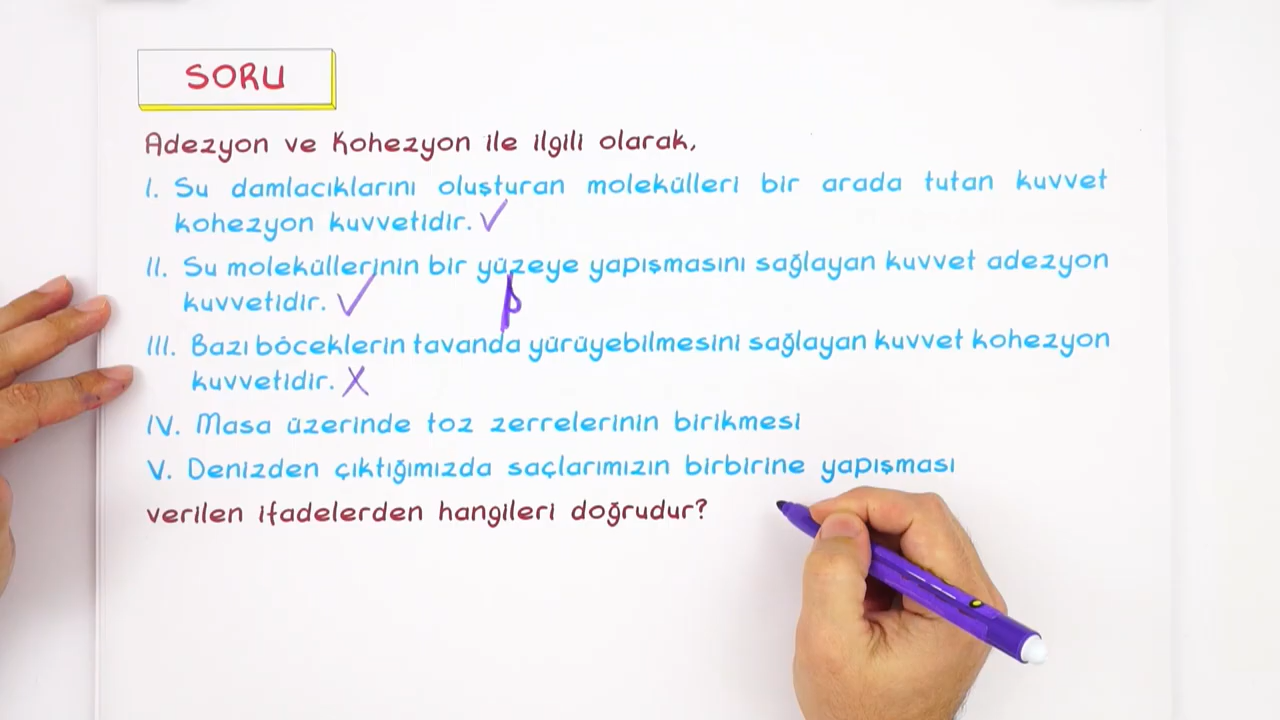 SORU
Adezyon ve Kohezyon ile ilgili olarak,
I. Su damlacıklarını oluşturan molekülleri bir arada tutan kuvvet
kohezyon kuvvetidir. ✓
II. Su moleküllerinin bir yüzeye yapışmasını sağlayan kuvvet adezyon
kuvvetidir. ✓
III. Bazı böceklerin tavanda yürüyebilmesini sağlayan kuvvet kohezyon
kuvvetidir. X
IV. Masa üzerinde toz zerrelerinin birikmesi
V. Denizden çıktığımızda saçlarımızın birbirine yapışması
verilen ifadelerden hangileri doğrudur?